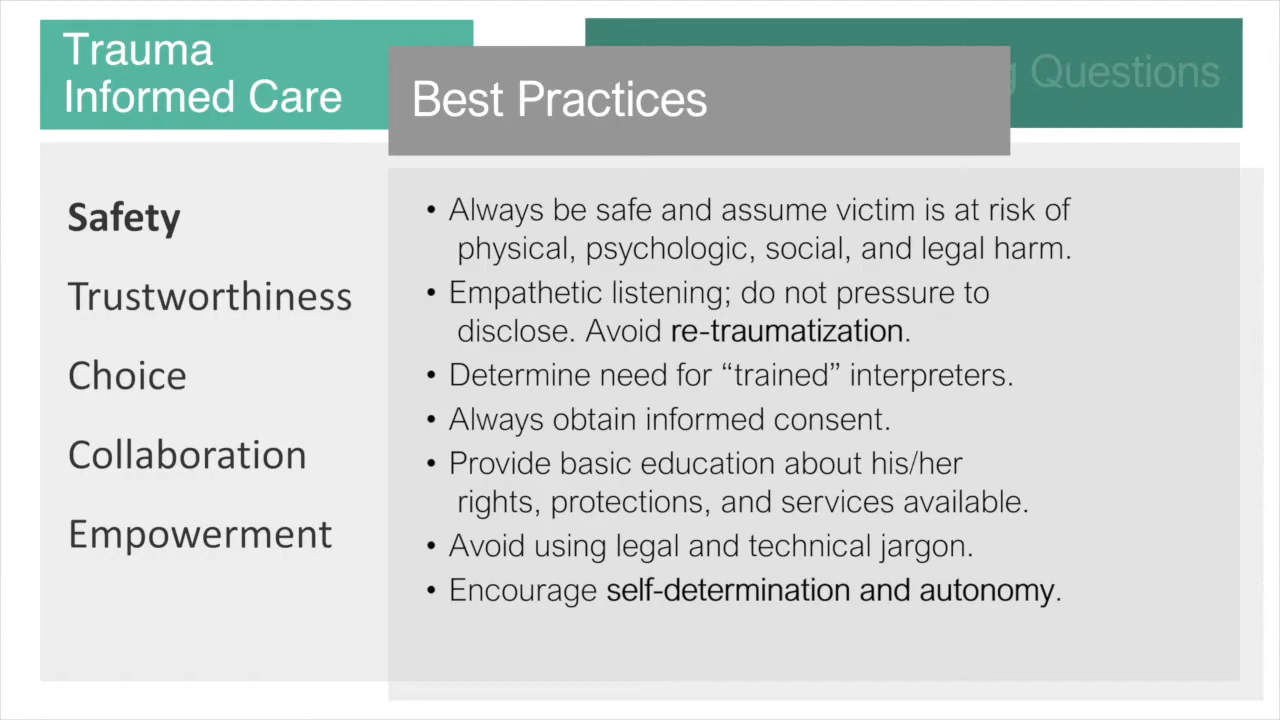 Trauma
Informed Care
Questions
Best Practices
Safety
Trustworthiness
Choice
Collaboration
Empowerment
• Always be safe and assume victim is at risk of
physical, psychologic, social, and legal harm.
• Empathetic listening; do not pressure to
disclose. Avoid re-traumatization.
• Determine need for “trained” interpreters.
• Always obtain informed consent.
• Provide basic education about his/her
rights, protections, and services available.
• Avoid using legal and technical jargon.
• Encourage self-determination and autonomy.